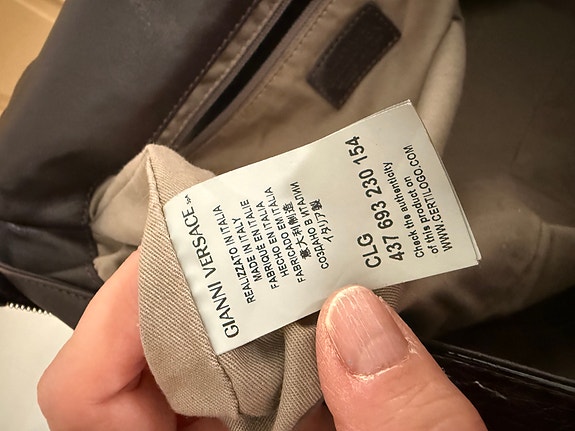 GIANNI VERSACE SpA
REALIZZATO IN ITALIA
MADE IN ITALY
FABRIQUÉ EN ITALIE
HECHO EN ITALIA
FABRICADO EM ITALIA
意大利制造
СОЗДАНО В ИТАЛИИ
イタリア製
CLG
437 693 230 154
Check the authenticity
of this product on
WWW.CERTILOGO.COM